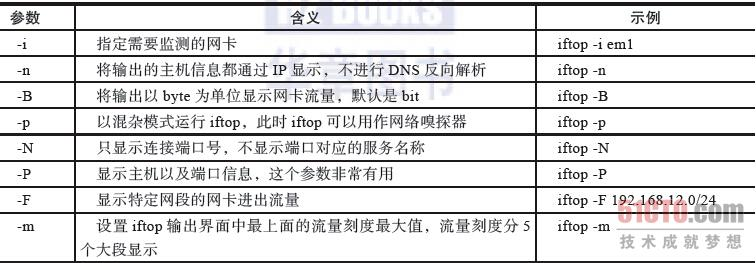 参数 含义 示例
-i 指定需要监测的网卡 iftop -i em1
-n 将输出的主机信息都通过 IP 显示，不进行 DNS 反向解析 iftop -n
-B 将输出以 byte 为单位显示网卡流量，默认是 bit iftop -B
-p 以混杂模式运行 iftop，此时 iftop 可以用作网络嗅探器 iftop -p
-N 只显示连接端口号，不显示端口对应的服务名称 iftop -N
-P 显示主机以及端口信息，这个参数非常有用 iftop -P
-F 显示特定网段的网卡进出流量 iftop -F 192.168.12.0/24
-m 设置 iftop 输出界面中最上面的流量刻度最大值，流量刻度分 5 iftop -m
个大段显示
华章图书
51CTO.com
技术成就梦想